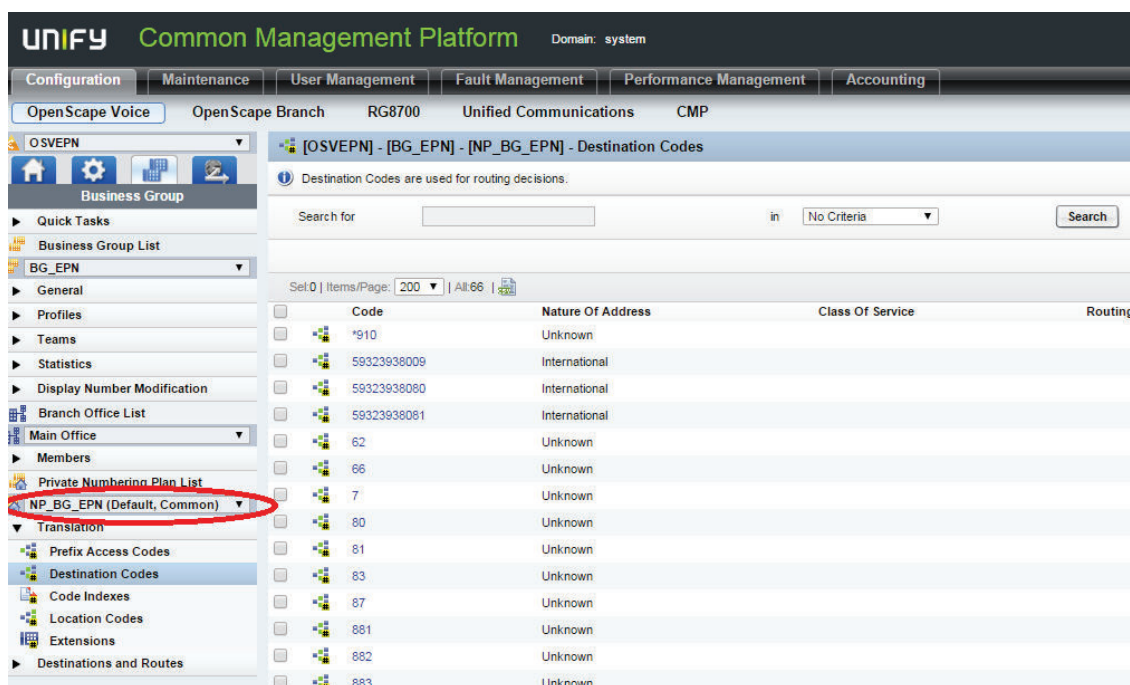 UNIFY Common Management Platform Domain: system
Configuration Maintenance User Management Fault Management Performance Management Accounting
OpenScape Voice OpenScape Branch RG8700 Unified Communications CMP
OSVEPN
Business Group
Quick Tasks
Business Group List
BG_EPN
General
Profiles
Teams
Statistics
Display Number Modification
Branch Office List
Main Office
Members
Private Numbering Plan List
NP_BG_EPN (Default, Common)
Translation
Prefix Access Codes
Destination Codes
Code Indexes
Location Codes
Extensions
Destinations and Routes
[OSVEPN] - [BG_EPN] - [NP_BG_EPN] - Destination Codes
Destination Codes are used for routing decisions.
Search for in No Criteria Search
Sel:0 | Items/Page: 200 | All:66 |
Code Nature Of Address Class Of Service Routing
*910 Unknown
59323938009 International
59323938080 International
59323938081 International
62 Unknown
66 Unknown
7 Unknown
80 Unknown
81 Unknown
83 Unknown
87 Unknown
881 Unknown
882 Unknown
883 Unknown